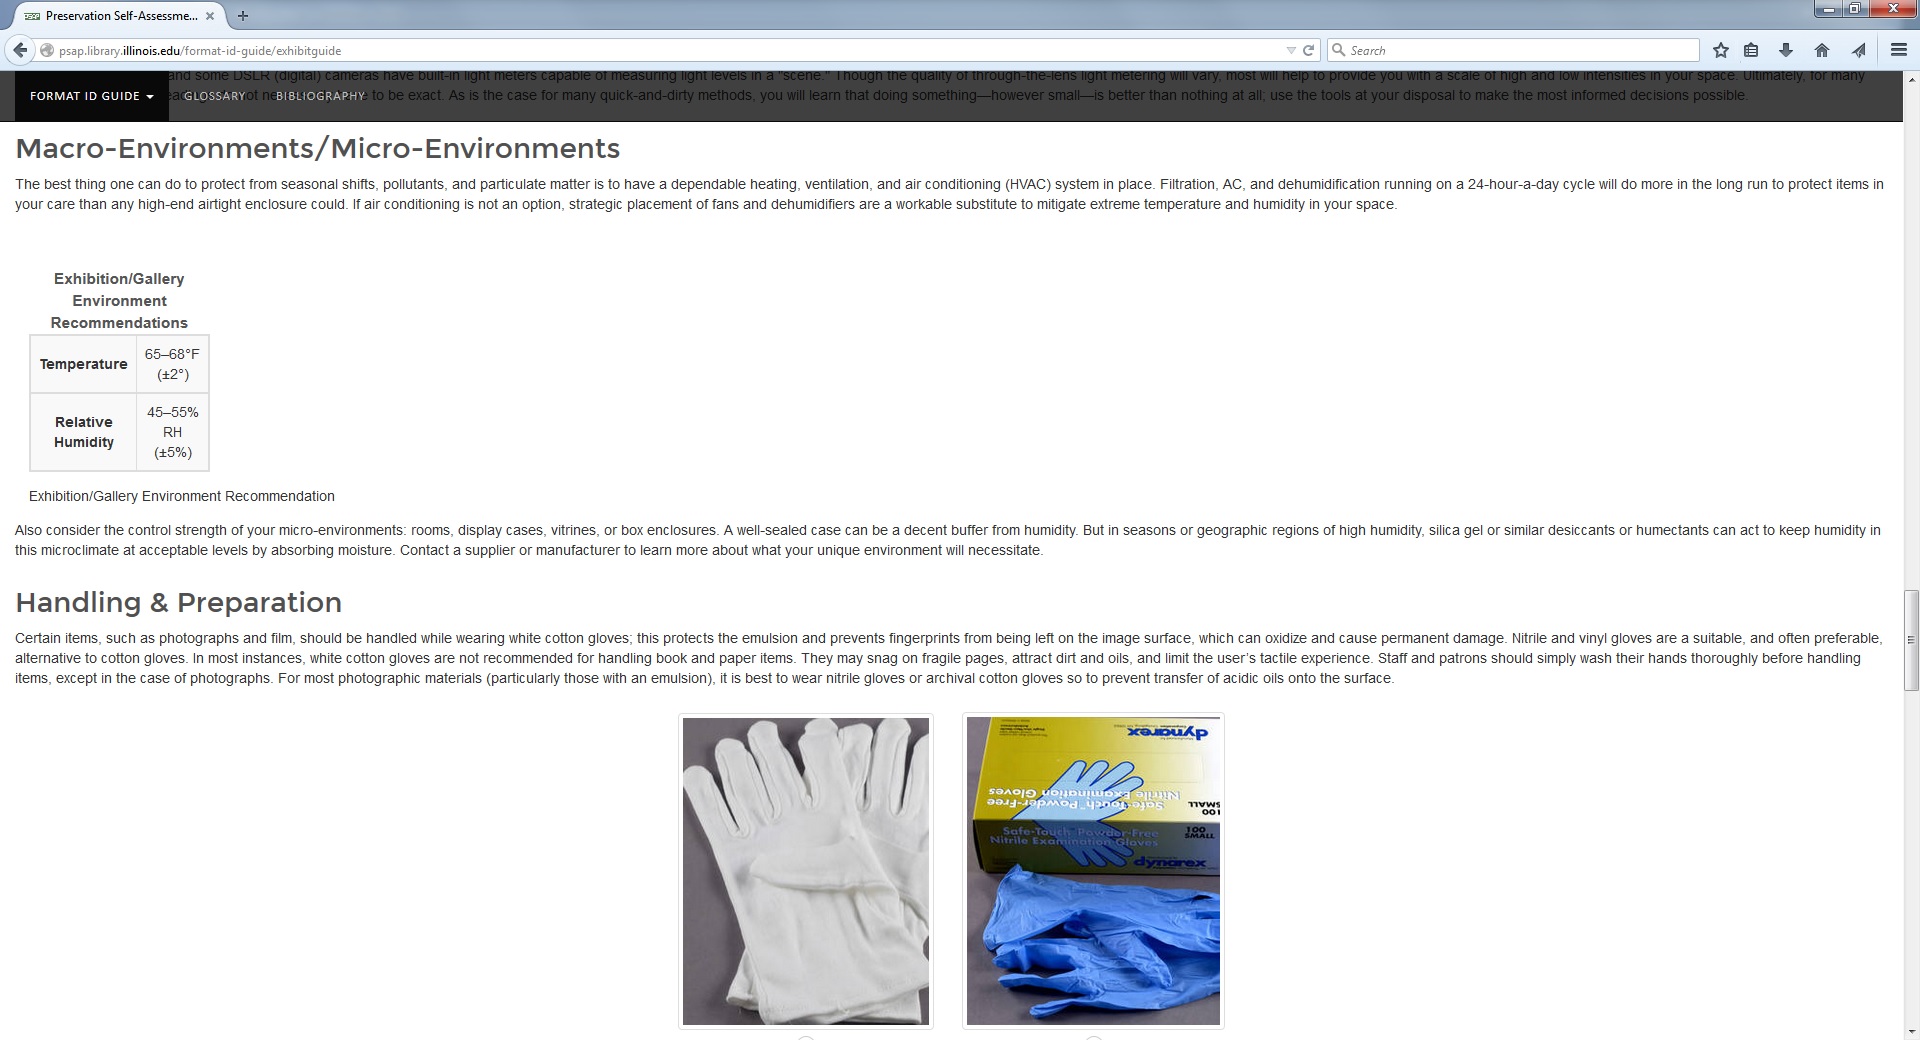 Preservation Self-Assessme...
psap.library.illinois.edu/format-id-guide/exhibitguide
Search
and some DSLR (digital) cameras have built-in light meters capable of measuring light levels in a "scene." Though the quality of through-the-lens light metering will vary, most will help to provide you with a scale of high and low intensities in your space. Ultimately, for many
FORMAT ID GUIDE
GLOSSARY
BIBLIOGRAPHY
to be exact. As is the case for many quick-and-dirty methods, you will learn that doing something—however small—is better than nothing at all; use the tools at your disposal to make the most informed decisions possible.
Macro-Environments/Micro-Environments
The best thing one can do to protect from seasonal shifts, pollutants, and particulate matter is to have a dependable heating, ventilation, and air conditioning (HVAC) system in place. Filtration, AC, and dehumidification running on a 24-hour-a-day cycle will do more in the long run to protect items in
your care than any high-end airtight enclosure could. If air conditioning is not an option, strategic placement of fans and dehumidifiers are a workable substitute to mitigate extreme temperature and humidity in your space.
Exhibition/Gallery
Environment
Recommendations
Temperature
65–68°F
(±2°)
Relative
Humidity
45–55%
RH
(±5%)
Exhibition/Gallery Environment Recommendation
Also consider the control strength of your micro-environments: rooms, display cases, vitrines, or box enclosures. A well-sealed case can be a decent buffer from humidity. But in seasons or geographic regions of high humidity, silica gel or similar desiccants or humectants can act to keep humidity in
this microclimate at acceptable levels by absorbing moisture. Contact a supplier or manufacturer to learn more about what your unique environment will necessitate.
Handling & Preparation
Certain items, such as photographs and film, should be handled while wearing white cotton gloves; this protects the emulsion and prevents fingerprints from being left on the image surface, which can oxidize and cause permanent damage. Nitrile and vinyl gloves are a suitable, and often preferable,
alternative to cotton gloves. In most instances, white cotton gloves are not recommended for handling book and paper items. They may snag on fragile pages, attract dirt and oils, and limit the user's tactile experience. Staff and patrons should simply wash their hands thoroughly before handling
items, except in the case of photographs. For most photographic materials (particularly those with an emulsion), it is best to wear nitrile gloves or archival cotton gloves so to prevent transfer of acidic oils onto the surface.
dynarex
Safe-Touch Powder-Free
Nitrile Examination Gloves
100
SMALL
Safe-Touch Powder-Free
Nitrile Examination Gloves
100
SMALL
dynarex